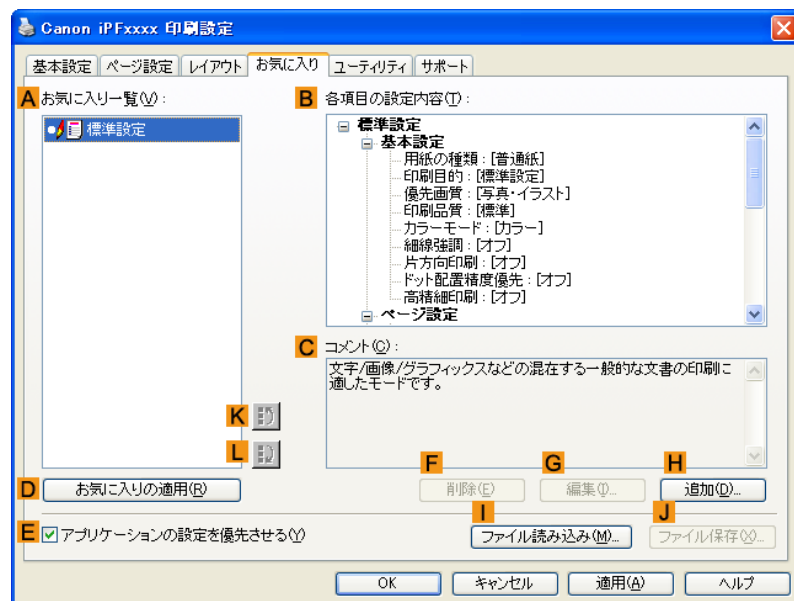 Canon iPFxxxx 印刷設定
基本設定 ページ設定 レイアウト お気に入り ユーティリティ サポート
A お気に入り一覧(V):
標準設定
B 各項目の設定内容(T):
標準設定
基本設定
用紙の種類:[普通紙]
印刷目的:[標準設定]
優先画質:[写真・イラスト]
印刷品質:[標準]
カラーモード:[カラー]
細線強調:[オフ]
片方向印刷:[オフ]
ドット配置精度優先:[オフ]
高精細印刷:[オフ]
ページ設定
C コメント(C):
文字/画像/グラフィックスなどの混在する一般的な文書の印刷に
適したモードです。
K
L
D お気に入りの適用(R)
F 削除(E)
G 編集(I)...
H 追加(D)...
E アプリケーションの設定を優先させる(Y)
I ファイル読み込み(M)...
J ファイル保存(X)...
OK キャンセル 適用(A) ヘルプ